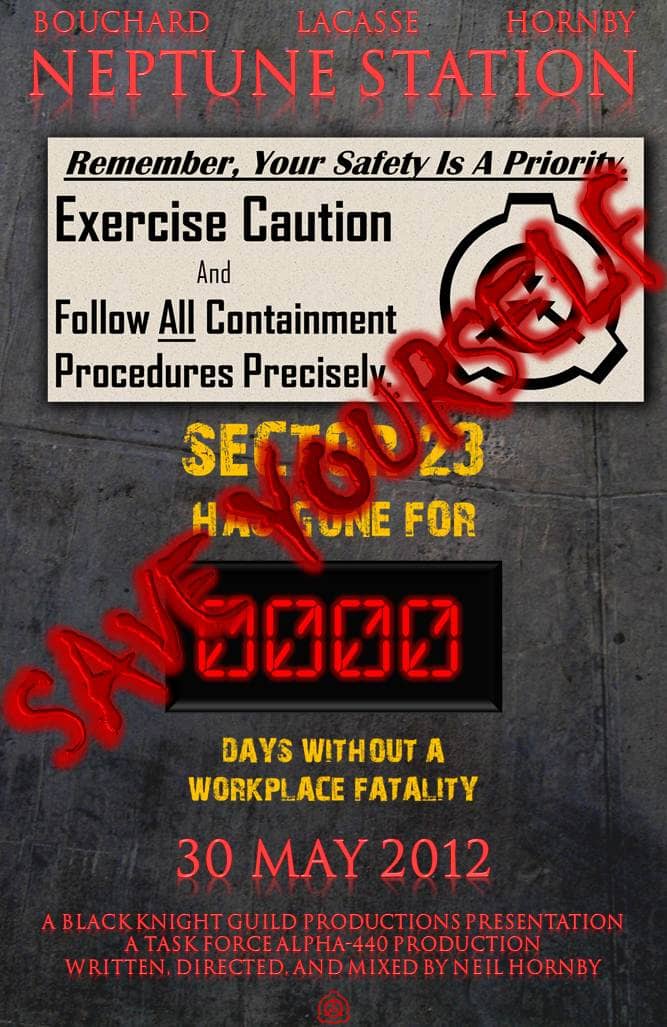 BOUCHARD LACASSE HORNBY
NEPTUNE STATION
Remember, Your Safety Is A Priority.
Exercise Caution
And
Follow All Containment
Procedures Precisely.
SAVE YOURSELF
SECTOR 23
HAS GONE FOR
0000
DAYS WITHOUT A
WORKPLACE FATALITY
30 MAY 2012
A BLACK KNIGHT GUILD PRODUCTIONS PRESENTATION
A TASK FORCE ALPHA-440 PRODUCTION
WRITTEN, DIRECTED, AND MIXED BY NEIL HORNBY